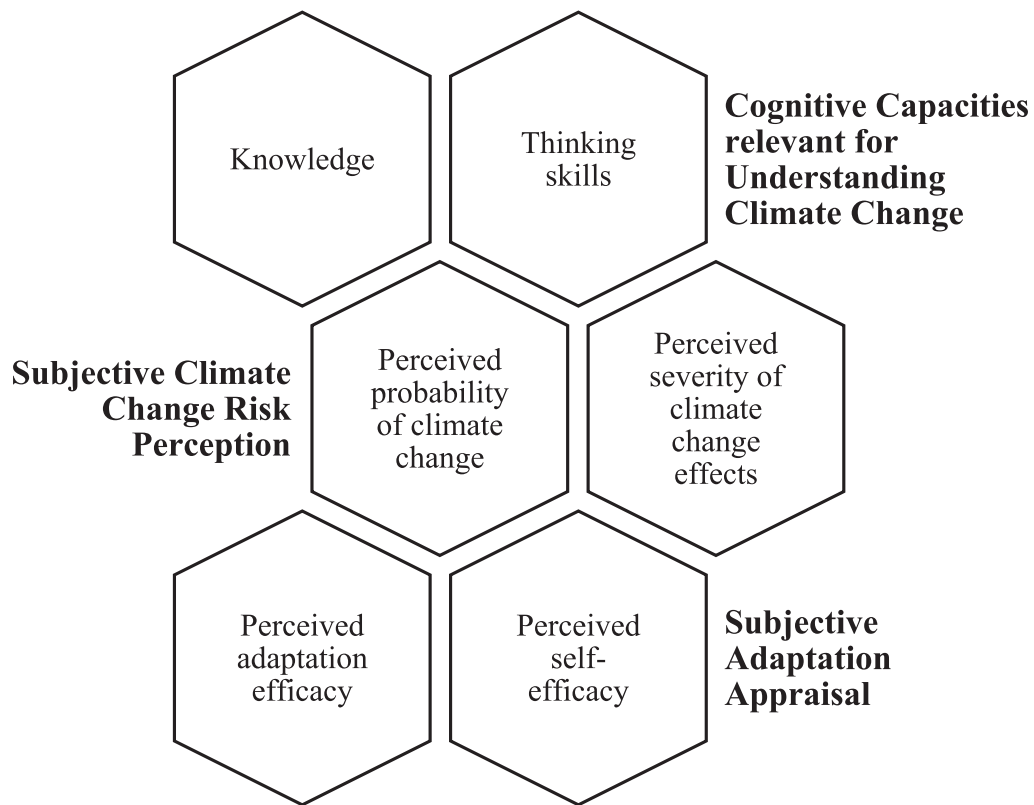 Knowledge
Thinking
skills
Cognitive Capacities
relevant for
Understanding
Climate Change
Subjective Climate
Change Risk
Perception
Perceived
probability
of climate
change
Perceived
severity of
climate
change
effects
Perceived
adaptation
efficacy
Perceived
self-
efficacy
Subjective
Adaptation
Appraisal